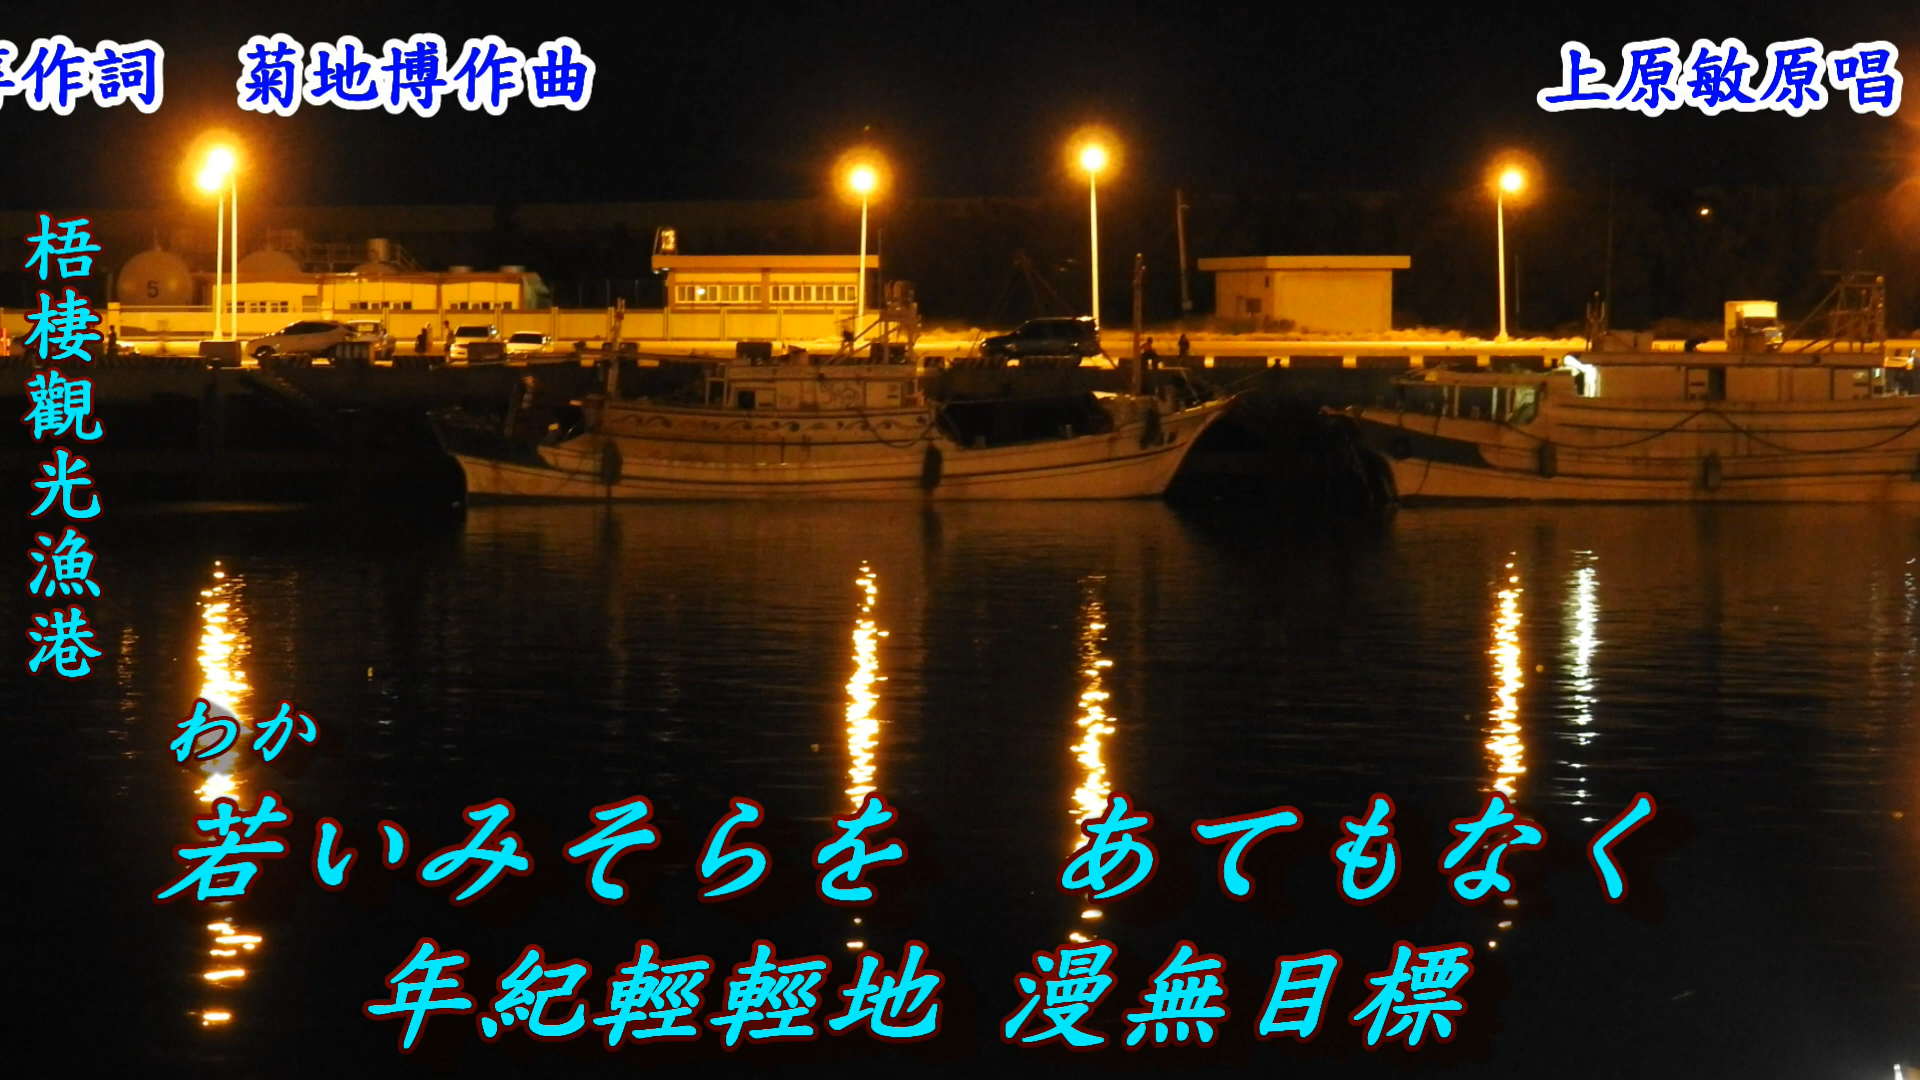 作詞　菊地博作曲
上原敏原唱
梧棲觀光漁港
5
わか
若いみそらを　あてもなく
年紀輕輕地 漫無目標